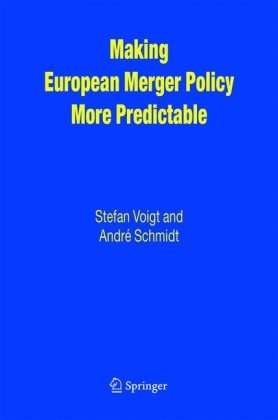 Making
European Merger Policy
More Predictable
Stefan Voigt and
André Schmidt
Springer